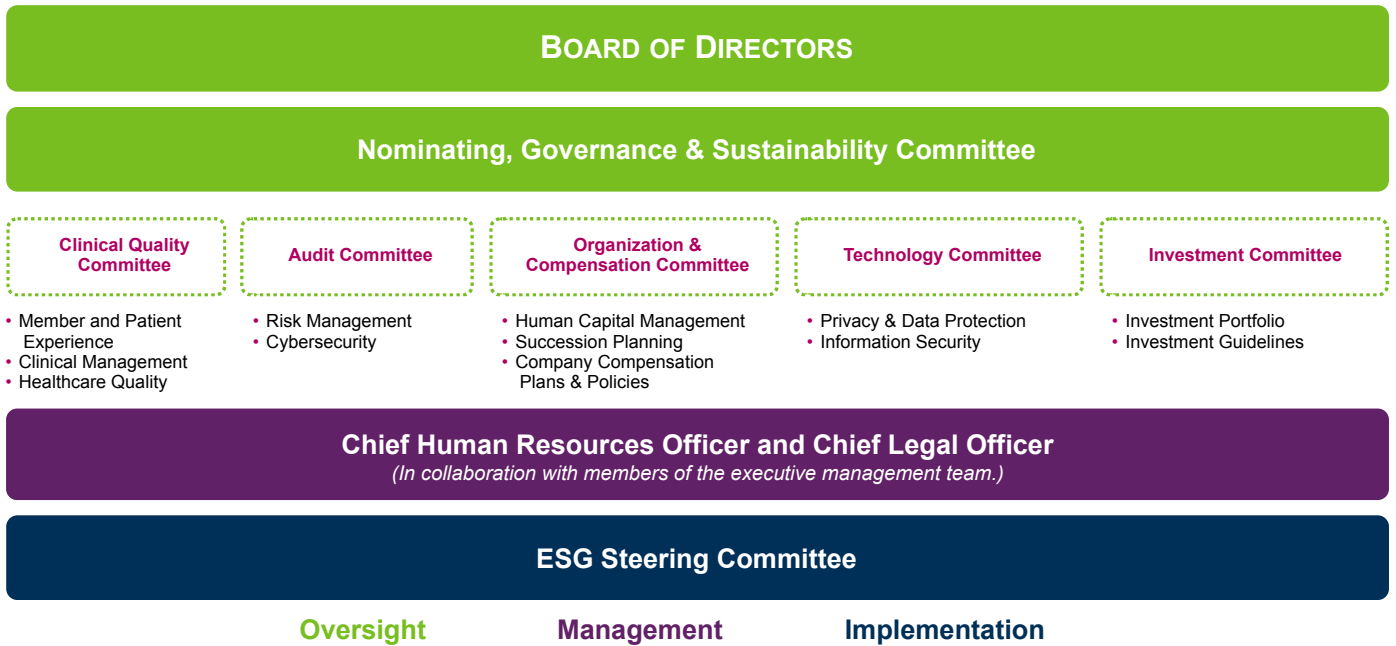 BOARD OF DIRECTORS
Nominating, Governance & Sustainability Committee
Clinical Quality
Committee
• Member and Patient
Experience
• Clinical Management
• Healthcare Quality
Audit Committee
• Risk Management
• Cybersecurity
Organization &
Compensation Committee
• Human Capital Management
• Succession Planning
• Company Compensation
Plans & Policies
Technology Committee
• Privacy & Data Protection
• Information Security
Investment Committee
• Investment Portfolio
• Investment Guidelines
Chief Human Resources Officer and Chief Legal Officer
(In collaboration with members of the executive management team.)
ESG Steering Committee
Oversight
Management
Implementation